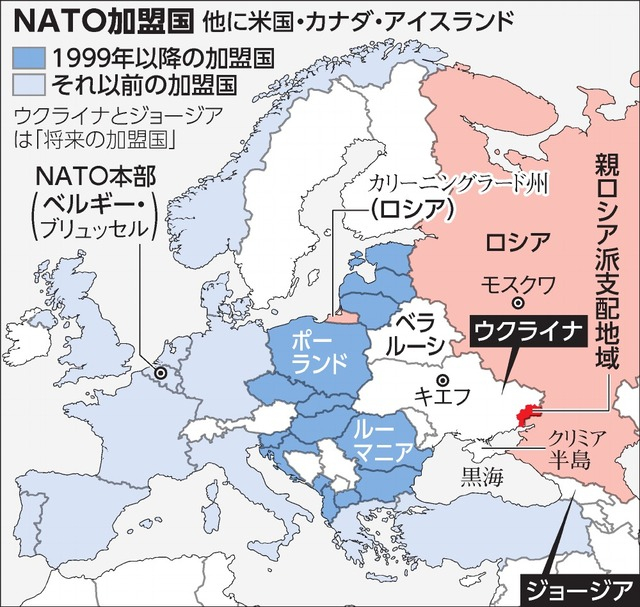 NATO加盟国 他に米国・カナダ・アイスランド
1999年以降の加盟国
それ以前の加盟国
ウクライナとジョージア
は「将来の加盟国」
NATO本部
(ベルギー・
ブリュッセル)
カリーニングラード州
(ロシア)
ロシア
モスクワ
親ロシア派支配地域
ベラ
ルーシ
ウクライナ
ポー
ランド
キエフ
ルー
マニア
クリミア
半島
黒海
ジョージア